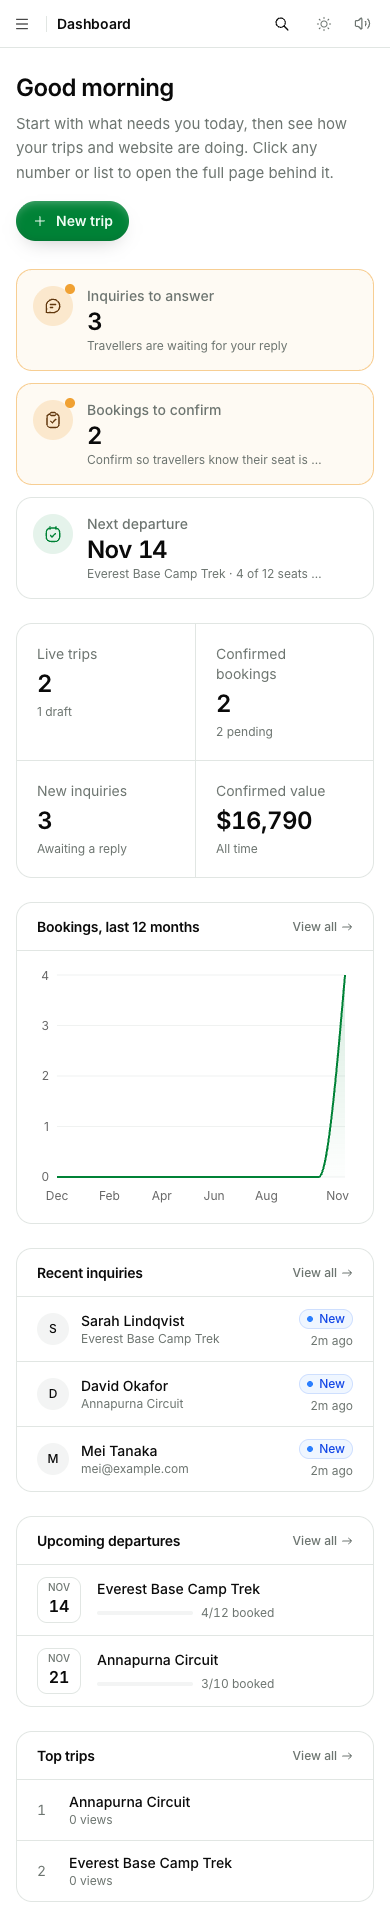 Dashboard
Good morning
Start with what needs you today, then see how
your trips and website are doing. Click any
number or list to open the full page behind it.
New trip
Inquiries to answer
3
Travellers are waiting for your reply
Bookings to confirm
2
Confirm so travellers know their seat is ...
Next departure
Nov 14
Everest Base Camp Trek · 4 of 12 seats ...
Live trips
2
1 draft
Confirmed
bookings
2
2 pending
New inquiries
3
Awaiting a reply
Confirmed value
$16,790
All time
Bookings, last 12 months
View all →
4
3
2
1
0
Dec Feb Apr Jun Aug Nov
Recent inquiries
View all →
S
Sarah Lindqvist
Everest Base Camp Trek
New
2m ago
D
David Okafor
Annapurna Circuit
New
2m ago
M
Mei Tanaka
mei@example.com
New
2m ago
Upcoming departures
View all →
NOV
14
Everest Base Camp Trek
4/12 booked
NOV
21
Annapurna Circuit
3/10 booked
Top trips
View all →
1
Annapurna Circuit
0 views
2
Everest Base Camp Trek
0 views